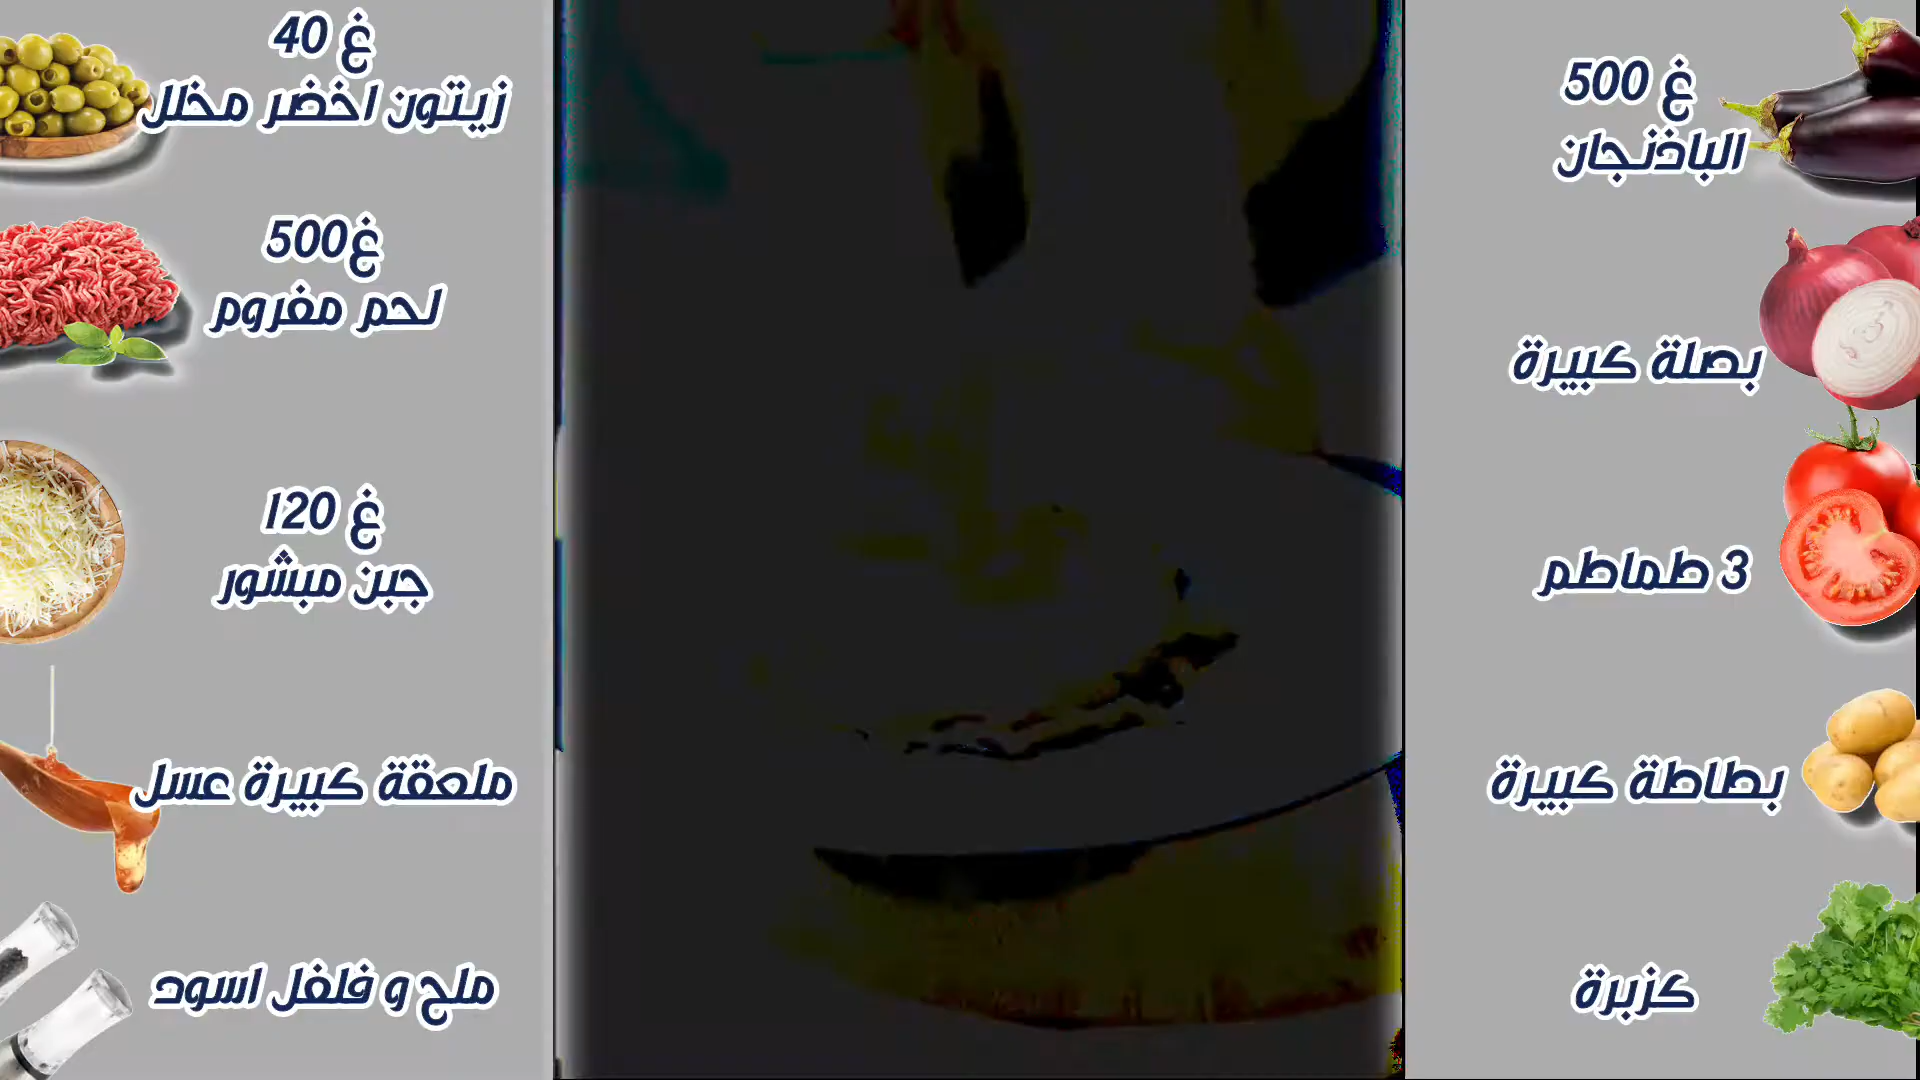 500 غ
الباذنجان
بصلة كبيرة
3 طماطم
بطاطة كبيرة
كزبرة
40 غ
زيتون اخضر مخلل
500غ
لحم مفروم
120 غ
جبن مبشور
ملعقة كبيرة عسل
ملح و فلفل اسود